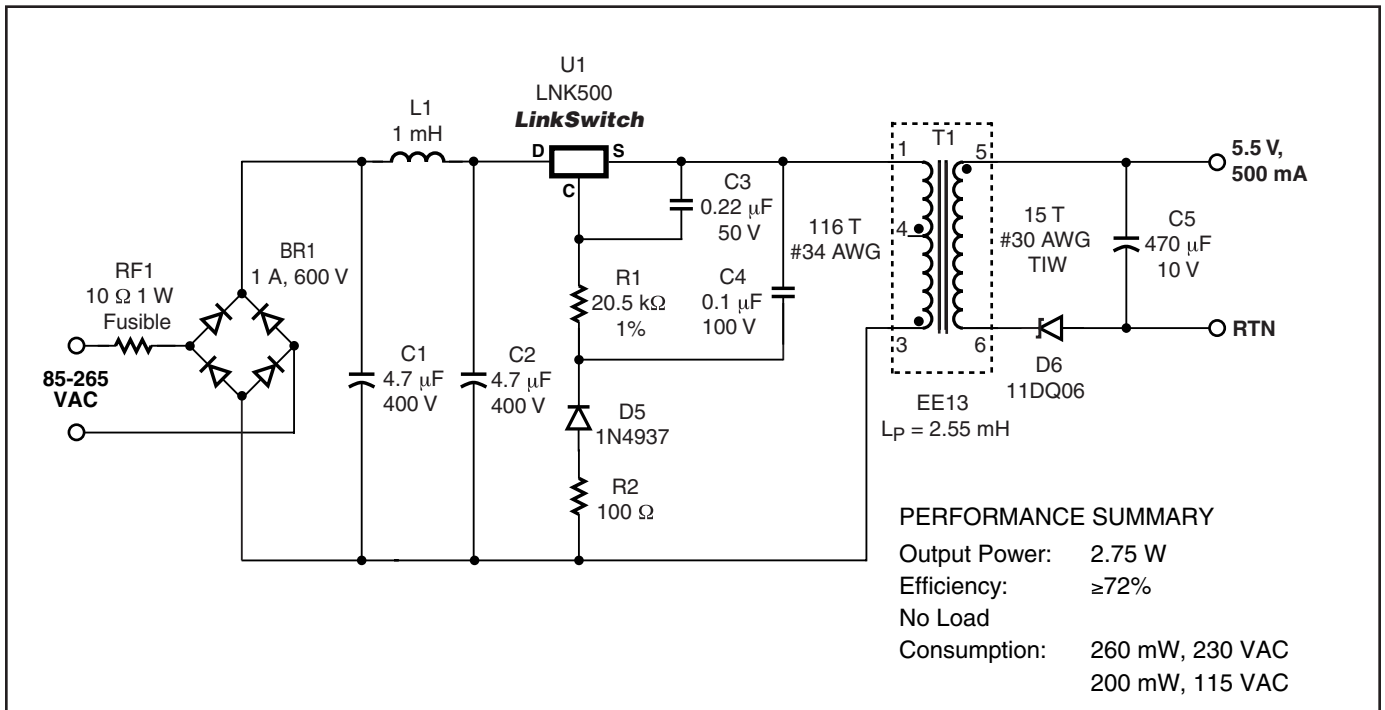 U1
LNK500
LinkSwitch
L1
1 mH
D
S
C
T1
1
5
4
3
6
5.5 V,
500 mA
C3
0.22 µF
50 V
116 T
#34 AWG
15 T
#30 AWG
TIW
C5
470 µF
10 V
BR1
1 A, 600 V
RF1
10 Ω 1 W
Fusible
R1
20.5 kΩ
1%
C4
0.1 µF
100 V
RTN
85-265
VAC
C1
4.7 µF
400 V
C2
4.7 µF
400 V
D5
1N4937
D6
11DQ06
EE13
LP = 2.55 mH
R2
100 Ω
PERFORMANCE SUMMARY
Output Power: 2.75 W
Efficiency: ≥72%
No Load
Consumption: 260 mW, 230 VAC
200 mW, 115 VAC